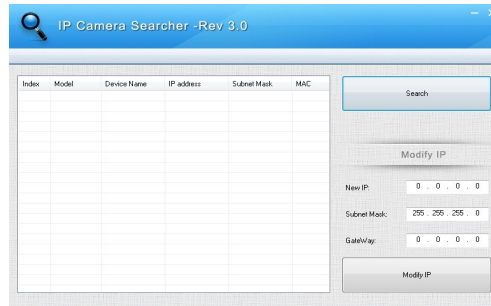 IP Camera Searcher -Rev 3.0
Index Model Device Name IP address Subnet Mask MAC
Search
Modify IP
New IP: 0 . 0 . 0 . 0
Subnet Mask: 255 . 255 . 255 . 0
GateWay: 0 . 0 . 0 . 0
Modify IP